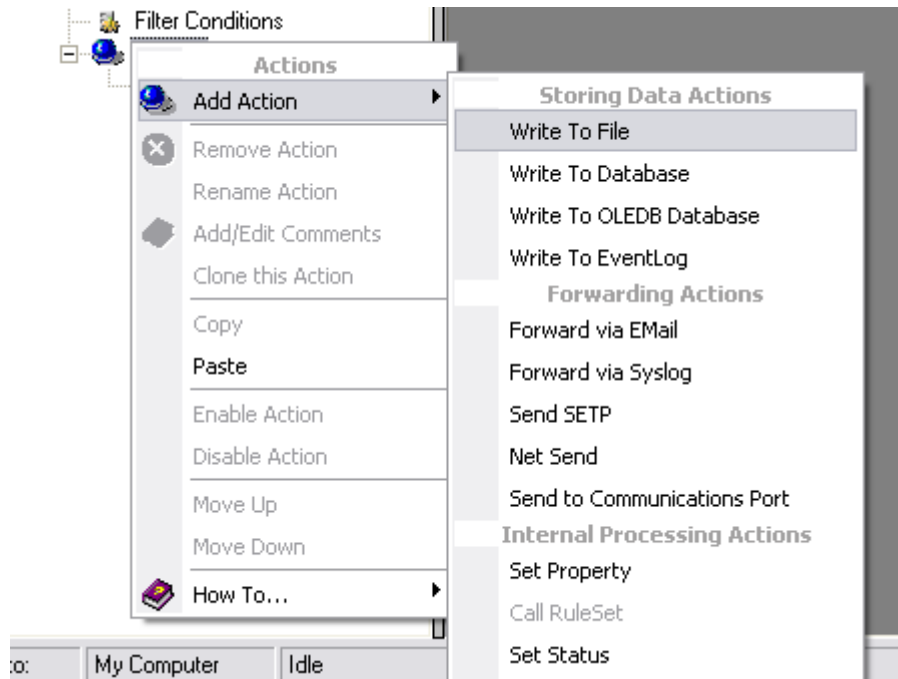 Filter Conditions
Actions
Add Action
Remove Action
Rename Action
Add/Edit Comments
Clone this Action
Copy
Paste
Enable Action
Disable Action
Move Up
Move Down
How To...
Storing Data Actions
Write To File
Write To Database
Write To OLEDB Database
Write To EventLog
Forwarding Actions
Forward via EMail
Forward via Syslog
Send SETP
Net Send
Send to Communications Port
Internal Processing Actions
Set Property
Call RuleSet
Set Status
to: My Computer Idle